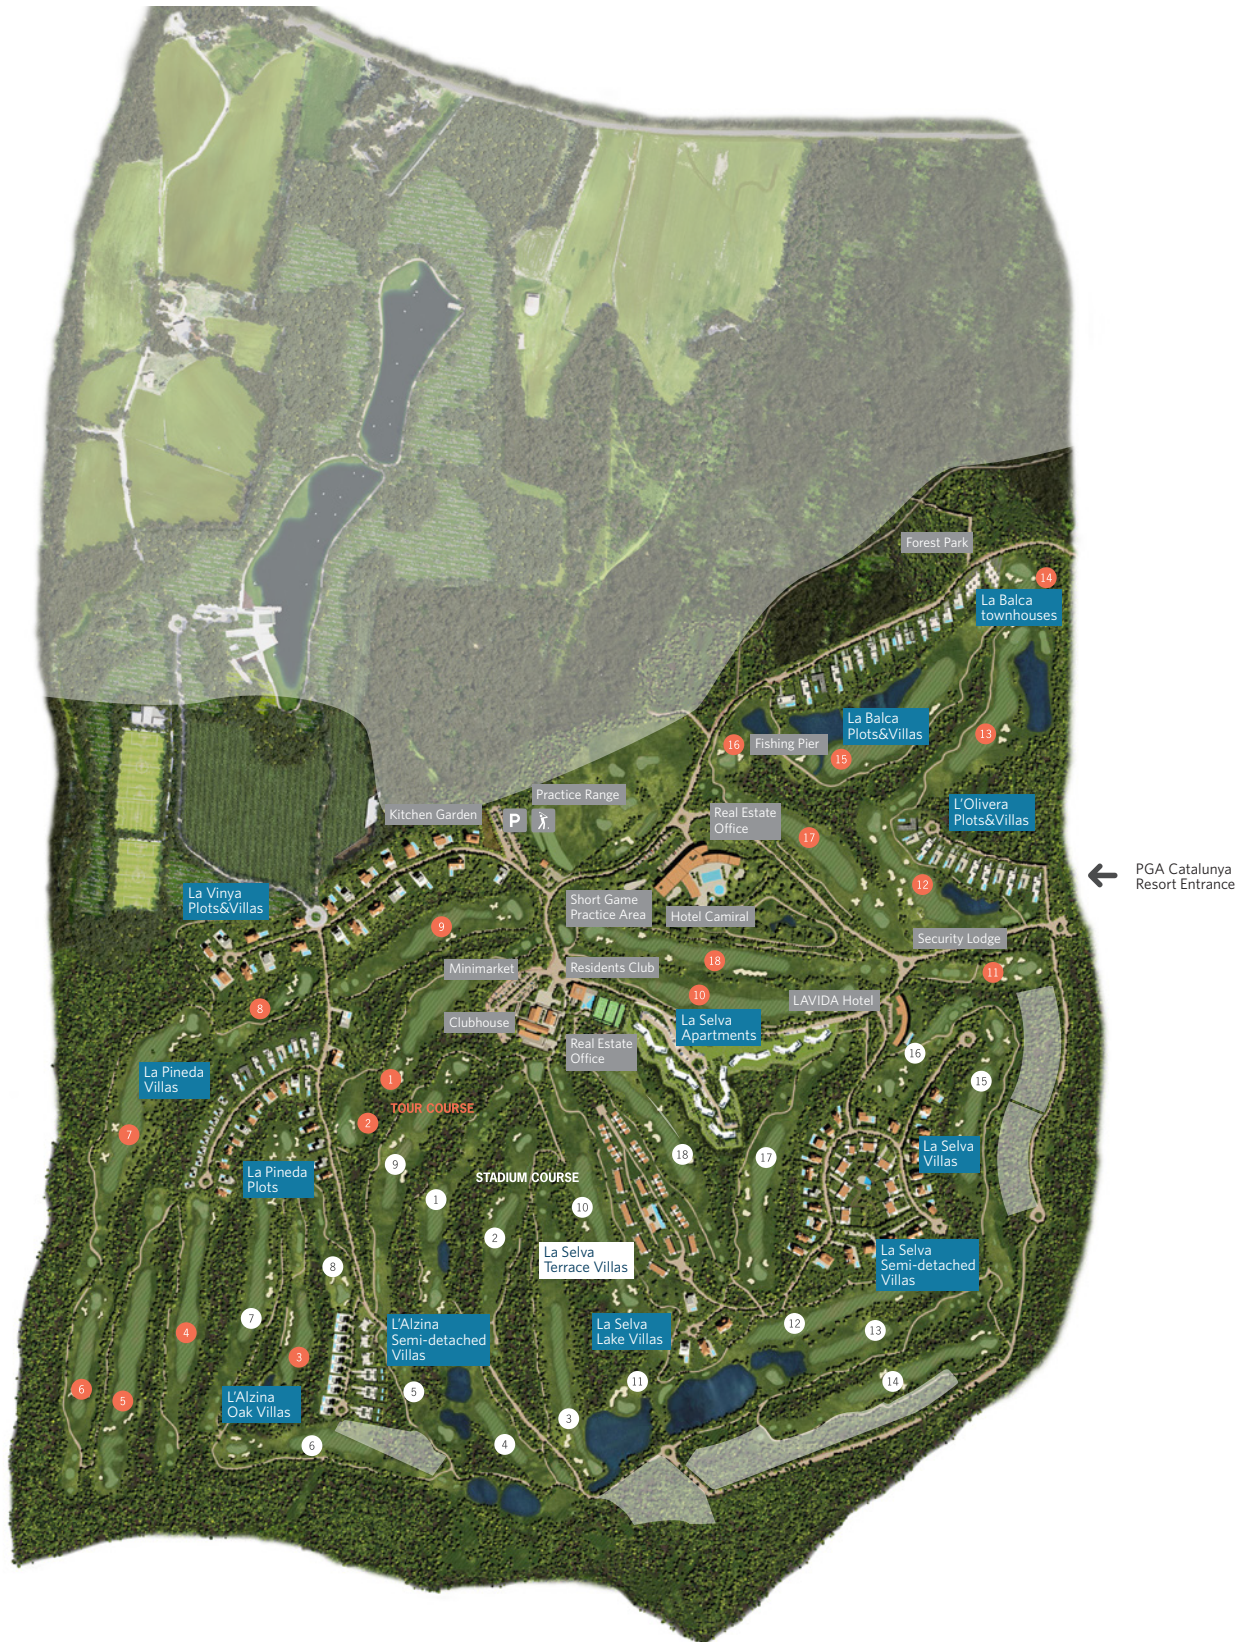 Forest Park
14
La Balca
townhouses
La Balca
Plots&Villas
16
Fishing Pier
15
13
Practice Range
Kitchen Garden
P
Real Estate
Office
17
L'Olivera
Plots&Villas
PGA Catalunya
Resort Entrance
12
La Vinya
Plots&Villas
Short Game
Practice Area
Hotel Camiral
9
Security Lodge
18
11
Minimarket
Residents Club
10
LAVIDA Hotel
8
Clubhouse
La Selva
Apartments
Real Estate
Office
16
La Pineda
Villas
1
15
TOUR COURSE
2
7
La Selva
Villas
18
17
9
La Pineda
Plots
STADIUM COURSE
1
10
2
La Selva
Terrace Villas
La Selva
Semi-detached
Villas
8
7
L'Alzina
Semi-detached
Villas
La Selva
Lake Villas
12
13
4
3
6
5
5
11
14
L'Alzina
Oak Villas
3
6
4